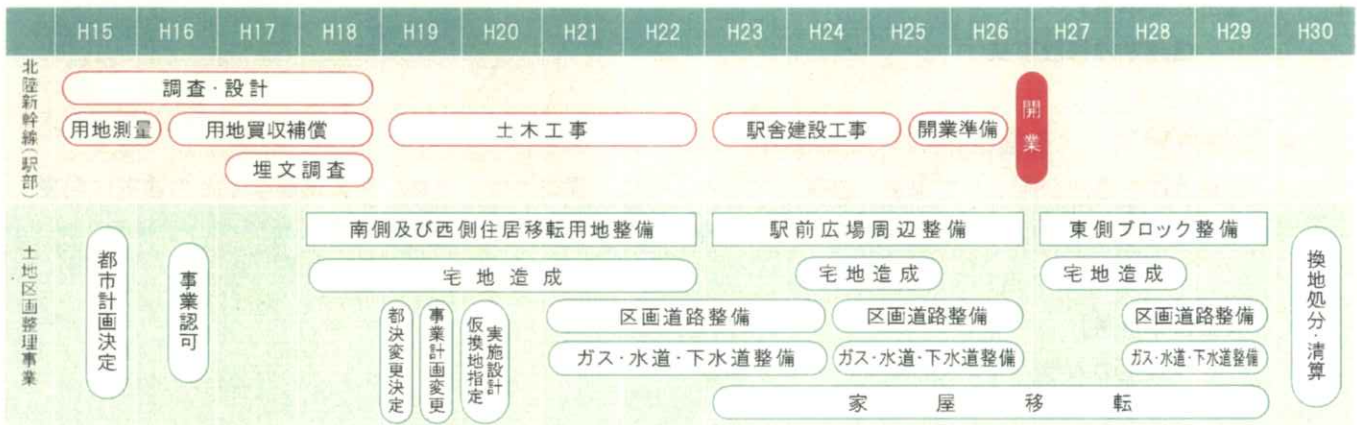 H15 H16 H17 H18 H19 H20 H21 H22 H23 H24 H25 H26 H27 H28 H29 H30
北陸新幹線(駅部)
調査・設計
用地測量 用地買収補償 土木工事 駅舎建設工事 開業準備
開業
埋文調査
土地区画整理事業
南側及び西側住居移転用地整備 駅前広場周辺整備 東側ブロック整備
都市計画決定
事業認可
宅地造成 宅地造成 宅地造成
都決変更決定
事業計画変更
実施設計
仮換地指定
区画道路整備 区画道路整備 区画道路整備
ガス・水道・下水道整備 ガス・水道・下水道整備 ガス・水道・下水道整備
家屋移転
換地処分・清算